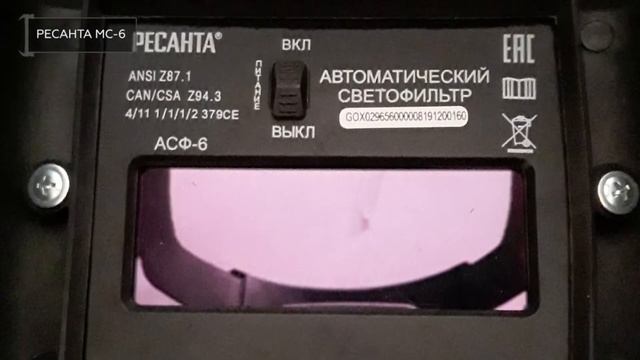 РЕСАНТА МС-6
РЕСАНТА®
ВКЛ
ПИТАНИЕ
ВЫКЛ
EAC
ANSI Z87.1
CAN/CSA Z94.3
4/11 1/1/1/2 379CE
АВТОМАТИЧЕСКИЙ
СВЕТОФИЛЬТР
GOX029656000008191200160
АСФ-6